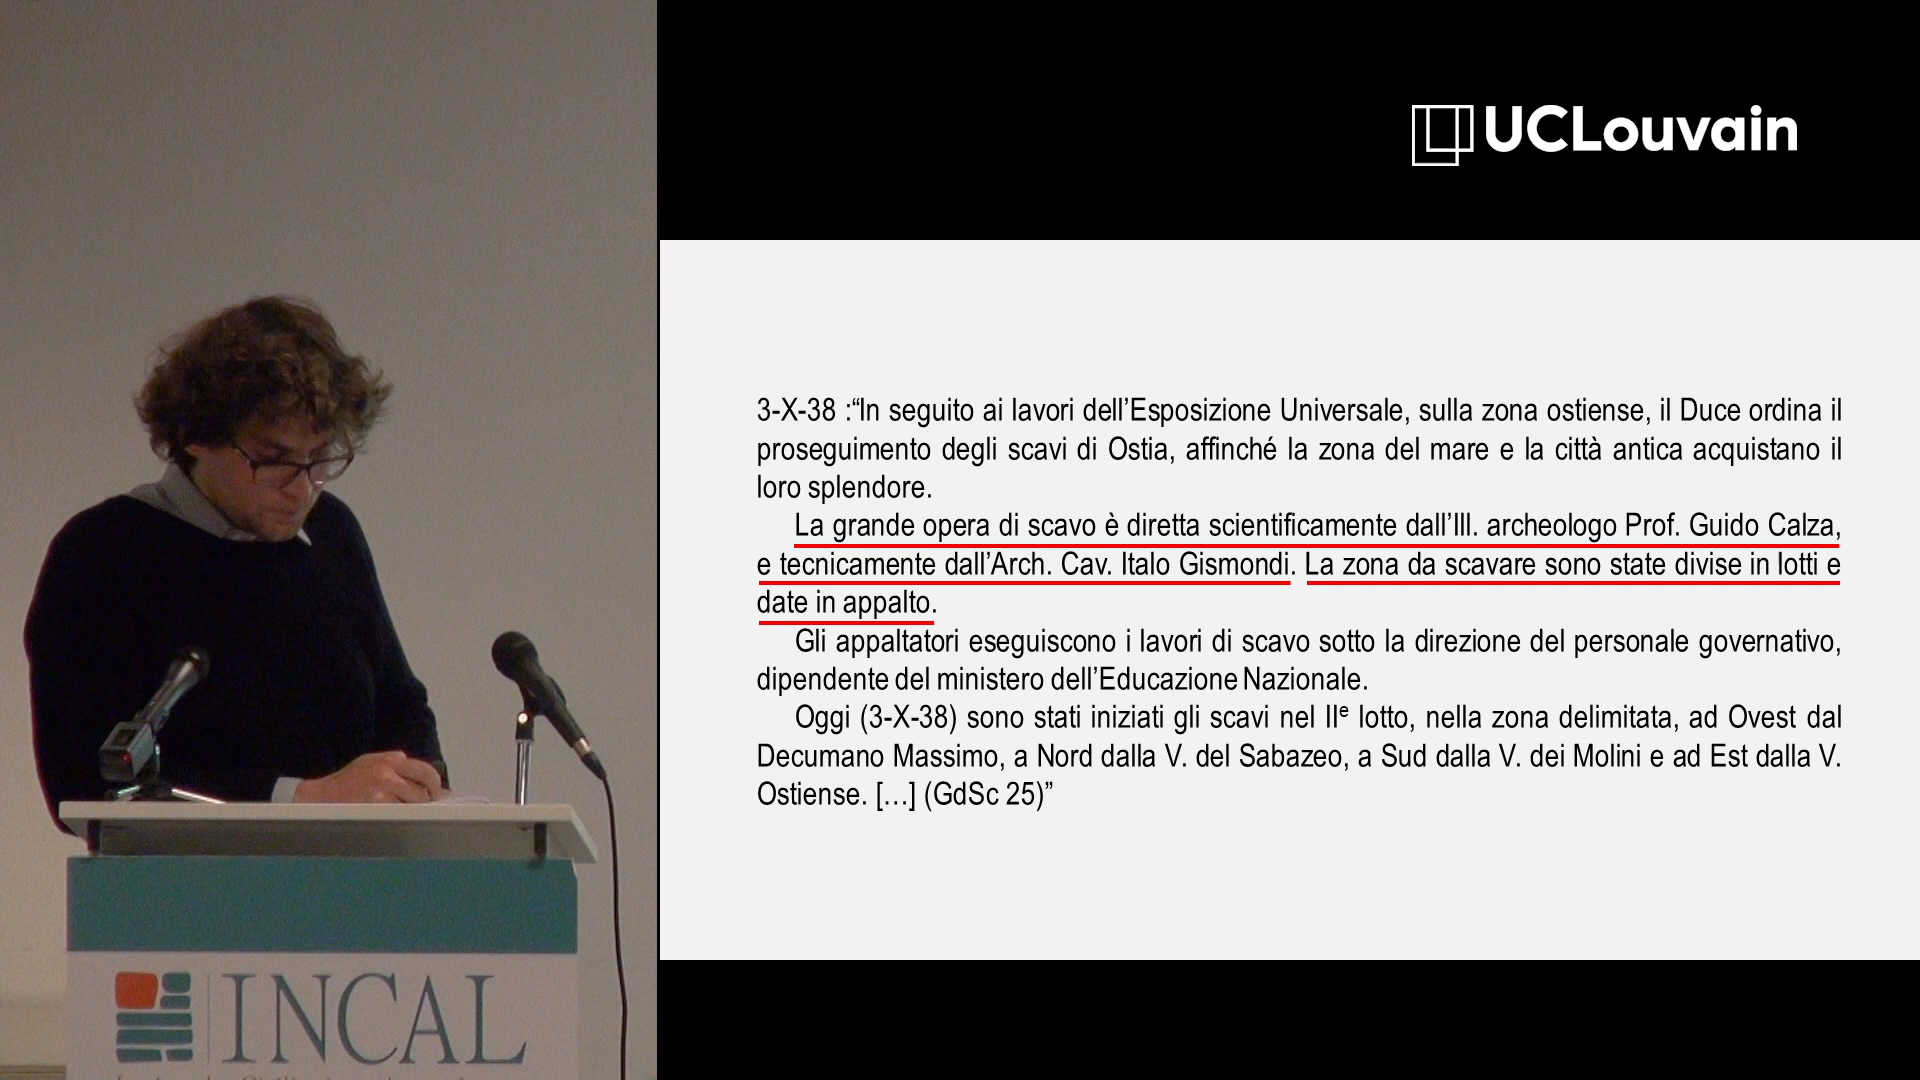 UCLouvain
3-X-38 :“In seguito ai lavori dell’Esposizione Universale, sulla zona ostiense, il Duce ordina il
proseguimento degli scavi di Ostia, affinché la zona del mare e la città antica acquistano il
loro splendore.
La grande opera di scavo è diretta scientificamente dall’Ill. archeologo Prof. Guido Calza,
e tecnicamente dall’Arch. Cav. Italo Gismondi. La zona da scavare sono state divise in lotti e
date in appalto.
Gli appaltatori eseguiscono i lavori di scavo sotto la direzione del personale governativo,
dipendente del ministero dell’Educazione Nazionale.
Oggi (3-X-38) sono stati iniziati gli scavi nel IIᵉ lotto, nella zona delimitata, ad Ovest dal
Decumano Massimo, a Nord dalla V. del Sabazeo, a Sud dalla V. dei Molini e ad Est dalla V.
Ostiense. […] (GdSc 25)”
INCAL